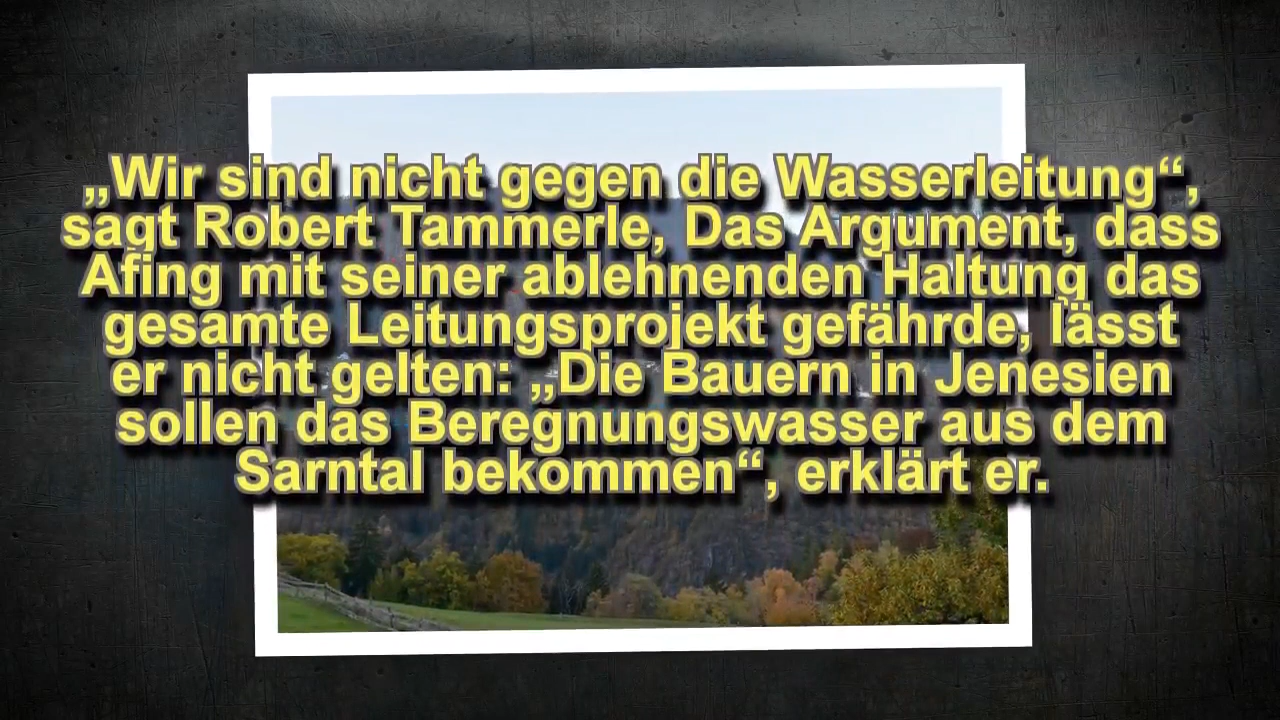 „Wir sind nicht gegen die Wasserleitung“,
sagt Robert Tammerle, Das Argument, dass
Afing mit seiner ablehnenden Haltung das
gesamte Leitungsprojekt gefährde, lässt
er nicht gelten: „Die Bauern in Jenesien
sollen das Beregnungswasser aus dem
Sarntal bekommen“, erklärt er.